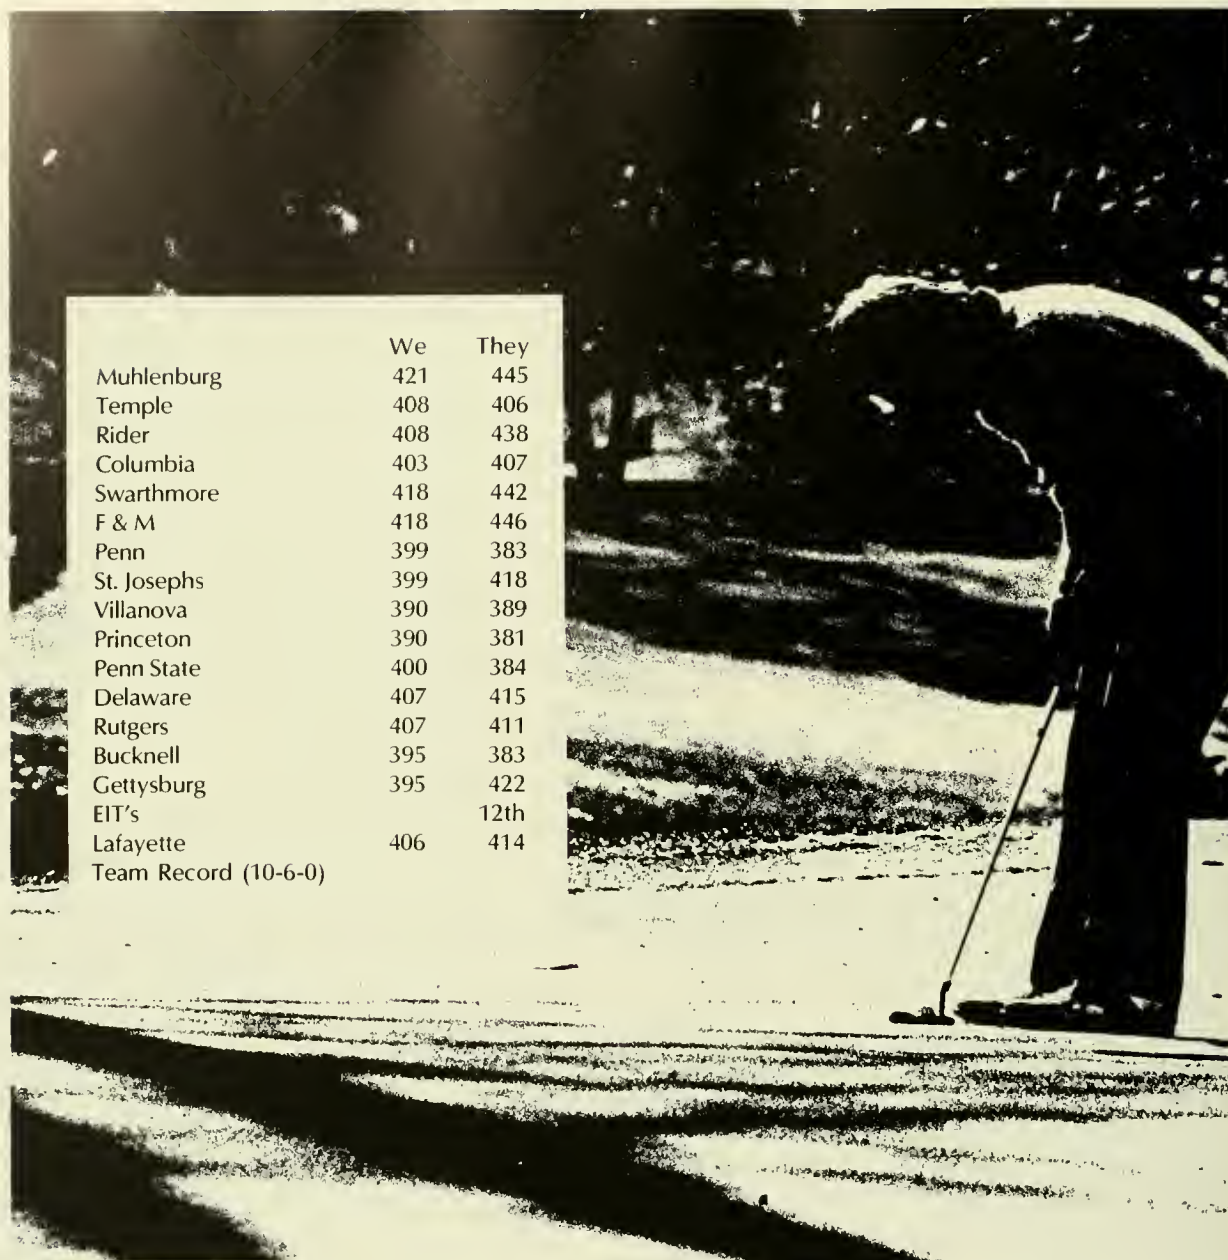 We They
Muhlenburg 421 445
Temple 408 406
Rider 408 438
Columbia 403 407
Swarthmore 418 442
F & M 418 446
Penn 399 383
St. Josephs 399 418
Villanova 390 389
Princeton 390 381
Penn State 400 384
Delaware 407 415
Rutgers 407 411
Bucknell 395 383
Gettysburg 395 422
EIT's 12th
Lafayette 406 414
Team Record (10-6-0)